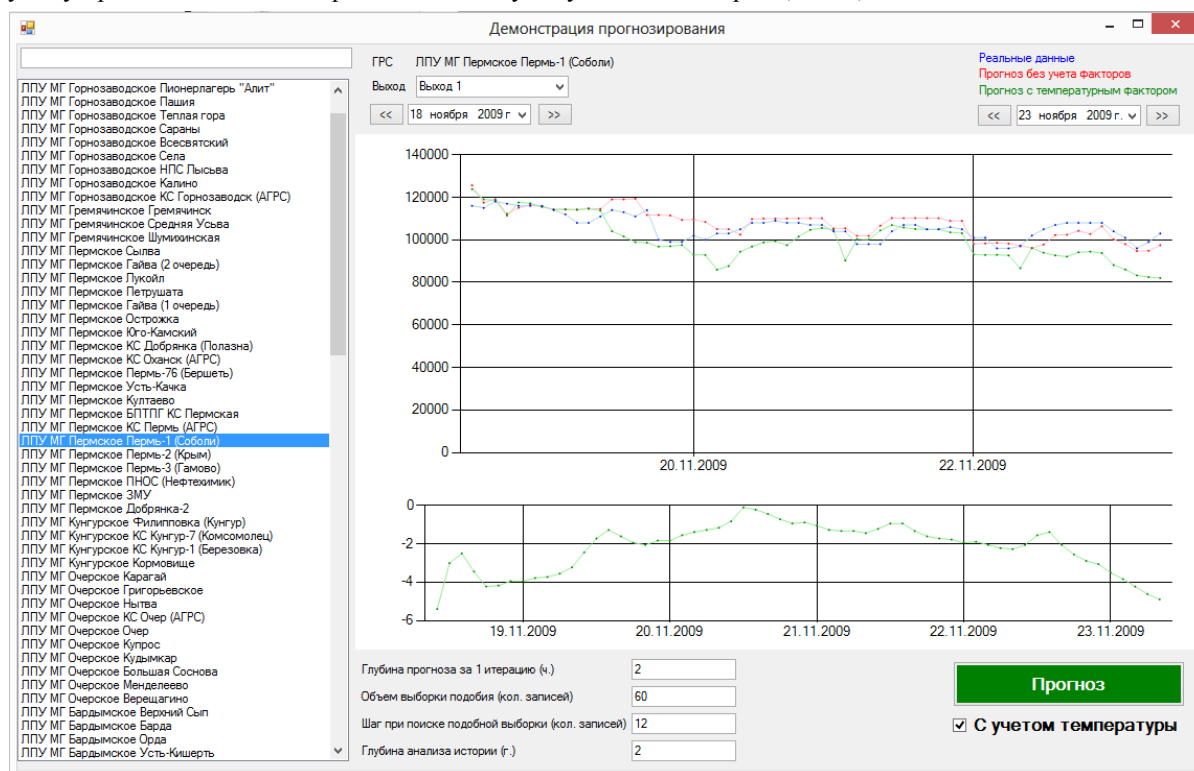 Демонстрация прогнозирования
ЛПУ МГ Горнозаводское Пионерлагерь "Алит"
ЛПУ МГ Горнозаводское Пашия
ЛПУ МГ Горнозаводское Теплая гора
ЛПУ МГ Горнозаводское Сараны
ЛПУ МГ Горнозаводское Всесвятский
ЛПУ МГ Горнозаводское Села
ЛПУ МГ Горнозаводское НПС Лысьва
ЛПУ МГ Горнозаводское Калино
ЛПУ МГ Горнозаводское КС Горнозаводск (АГРС)
ЛПУ МГ Гремячинское Гремячинск
ЛПУ МГ Гремячинское Средняя Усьва
ЛПУ МГ Гремячинское Шумихинская
ЛПУ МГ Пермское Сылва
ЛПУ МГ Пермское Гайва (2 очередь)
ЛПУ МГ Пермское Лукойл
ЛПУ МГ Пермское Петрушата
ЛПУ МГ Пермское Гайва (1 очередь)
ЛПУ МГ Пермское Острожка
ЛПУ МГ Пермское Юго-Камский
ЛПУ МГ Пермское КС Добрянка (Полазна)
ЛПУ МГ Пермское КС Оханск (АГРС)
ЛПУ МГ Пермское Пермь-76 (Бершеть)
ЛПУ МГ Пермское Усть-Качка
ЛПУ МГ Пермское Култаево
ЛПУ МГ Пермское БПТПГ КС Пермская
ЛПУ МГ Пермское КС Пермь (АГРС)
ЛПУ МГ Пермское Пермь-1 (Соболи)
ЛПУ МГ Пермское Пермь-2 (Крым)
ЛПУ МГ Пермское Пермь-3 (Гамово)
ЛПУ МГ Пермское ПНОС (Нефтехимик)
ЛПУ МГ Пермское ЗМУ
ЛПУ МГ Пермское Добрянка-2
ЛПУ МГ Кунгурское Филипповка (Кунгур)
ЛПУ МГ Кунгурское КС Кунгур-7 (Комсомолец)
ЛПУ МГ Кунгурское КС Кунгур-1 (Березовка)
ЛПУ МГ Кунгурское Кормовище
ЛПУ МГ Очерское Карагай
ЛПУ МГ Очерское Григорьевское
ЛПУ МГ Очерское Нытва
ЛПУ МГ Очерское КС Очер (АГРС)
ЛПУ МГ Очерское Очер
ЛПУ МГ Очерское Купрос
ЛПУ МГ Очерское Кудымкар
ЛПУ МГ Очерское Большая Соснова
ЛПУ МГ Очерское Менделеево
ЛПУ МГ Очерское Верещагино
ЛПУ МГ Бардымское Верхний Сып
ЛПУ МГ Бардымское Барда
ЛПУ МГ Бардымское Орда
ЛПУ МГ Бардымское Усть-Кишерть
ГРС ЛПУ МГ Пермское Пермь-1 (Соболи)
Выход Выход 1
<< 18 ноября 2009 г >>
Реальные данные
Прогноз без учета факторов
Прогноз с температурным фактором
<< 23 ноября 2009 г. >>
140000
120000
100000
80000
60000
40000
20000
0
20.11.2009 22.11.2009
0
-2
-4
-6
19.11.2009 20.11.2009 21.11.2009 22.11.2009 23.11.2009
Глубина прогноза за 1 итерацию (ч.) 2
Объем выборки подобия (кол. записей) 60
Шаг при поиске подобной выборки (кол. записей) 12
Глубина анализа истории (г.) 2
Прогноз
С учетом температуры